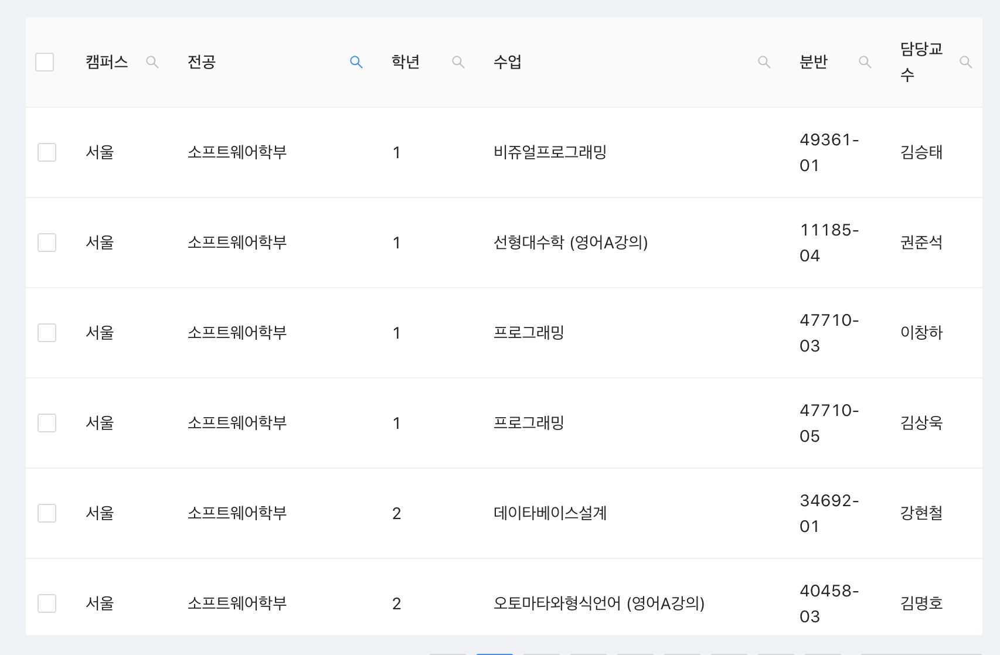 캠퍼스 전공 학년 수업 분반 담당교
수
서울 소프트웨어학부 1 비쥬얼프로그래밍 49361-
01 김승태
서울 소프트웨어학부 1 선형대수학 (영어A강의) 11185-
04 권준석
서울 소프트웨어학부 1 프로그래밍 47710-
03 이창하
서울 소프트웨어학부 1 프로그래밍 47710-
05 김상욱
서울 소프트웨어학부 2 데이타베이스설계 34692-
01 강현철
서울 소프트웨어학부 2 오토마타와형식언어 (영어A강의) 40458-
03 김명호